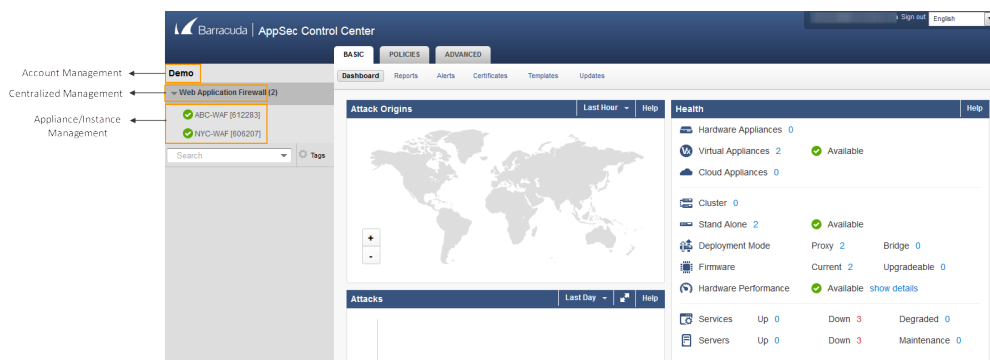 Barracuda | AppSec Control Center
Sign out English
BASIC POLICIES ADVANCED
Account Management
Demo
Dashboard Reports Alerts Certificates Templates Updates
Centralized Management
Web Application Firewall (2)
Appliance/Instance
Management
ABC-WAF [612283]
NYC-WAF [606207]
Search Tags
Attack Origins Last Hour Help
+
-
Attacks Last Day Help
Health Help
Hardware Appliances 0
Virtual Appliances 2 Available
Cloud Appliances 0
Cluster 0
Stand Alone 2 Available
Deployment Mode Proxy 2 Bridge 0
Firmware Current 2 Upgradeable 0
Hardware Performance Available show details
Services Up 0 Down 3 Degraded 0
Servers Up 0 Down 3 Maintenance 0